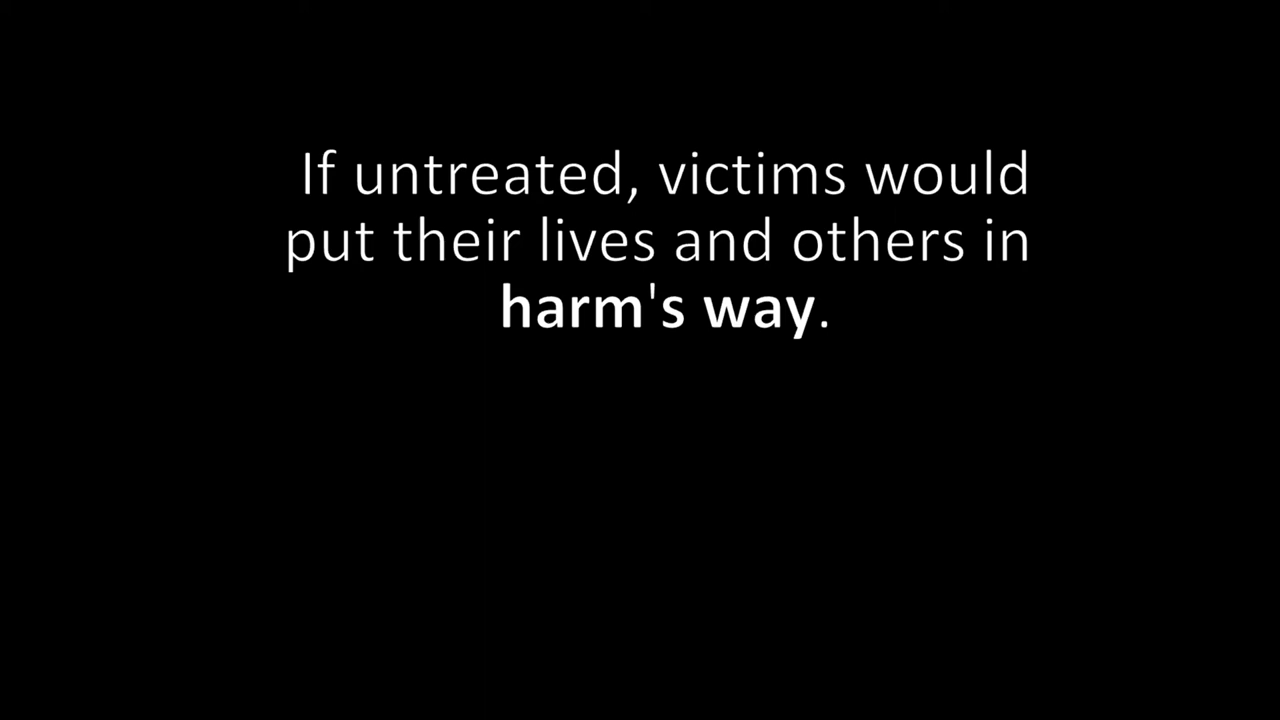 If untreated, victims would
put their lives and others in
harm's way.